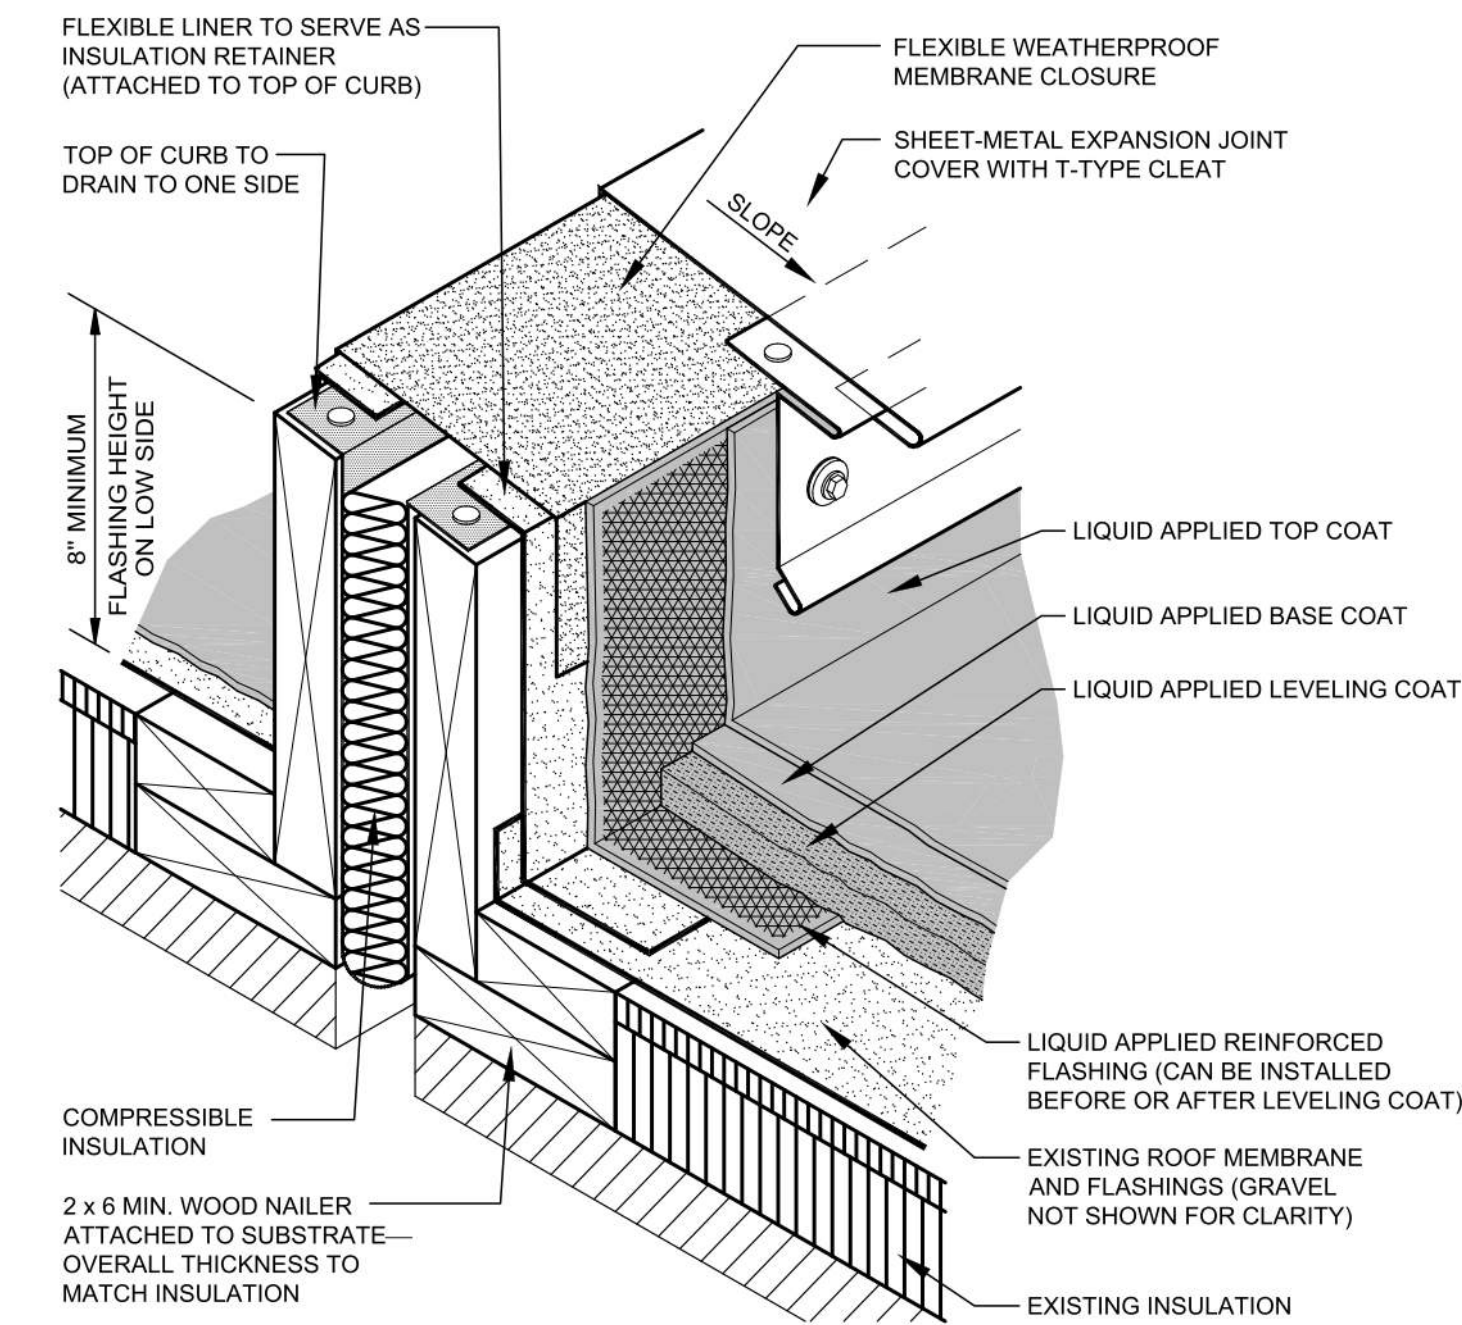 FLEXIBLE LINER TO SERVE AS
INSULATION RETAINER
(ATTACHED TO TOP OF CURB)
TOP OF CURB TO
DRAIN TO ONE SIDE
FLEXIBLE WEATHERPROOF
MEMBRANE CLOSURE
SHEET-METAL EXPANSION JOINT
COVER WITH T-TYPE CLEAT
SLOPE
8" MINIMUM
FLASHING HEIGHT
ON LOW SIDE
LIQUID APPLIED TOP COAT
LIQUID APPLIED BASE COAT
LIQUID APPLIED LEVELING COAT
LIQUID APPLIED REINFORCED
FLASHING (CAN BE INSTALLED
BEFORE OR AFTER LEVELING COAT)
COMPRESSIBLE
INSULATION
EXISTING ROOF MEMBRANE
AND FLASHINGS (GRAVEL
NOT SHOWN FOR CLARITY)
2 x 6 MIN. WOOD NAILER
ATTACHED TO SUBSTRATE—
OVERALL THICKNESS TO
MATCH INSULATION
EXISTING INSULATION